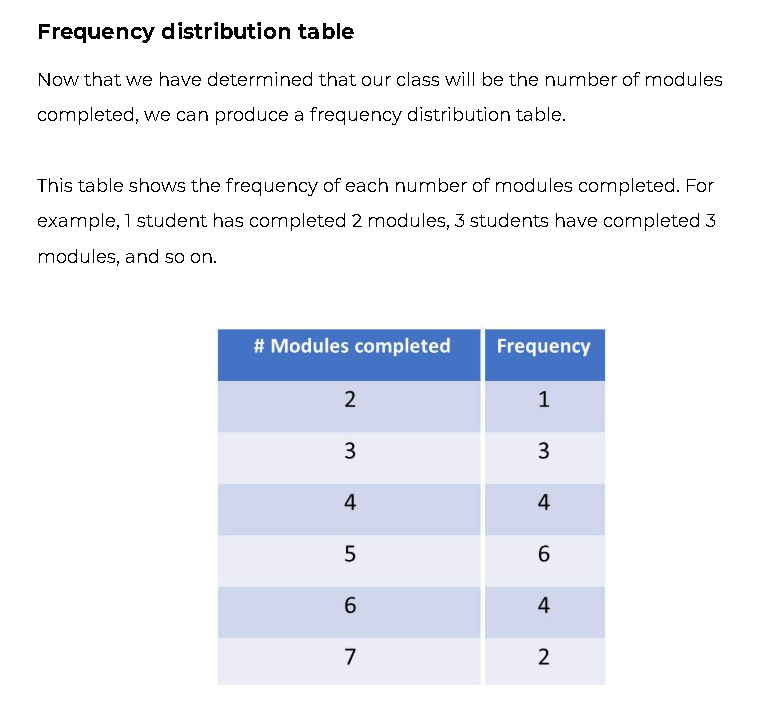 Frequency distribution table
Now that we have determined that our class will be the number of modules
completed, we can produce a frequency distribution table.
This table shows the frequency of each number of modules completed. For
example, 1 student has completed 2 modules, 3 students have completed 3
modules, and so on.
# Modules completed Frequency
2 1
3 3
4 4
5 6
6 4
7 2